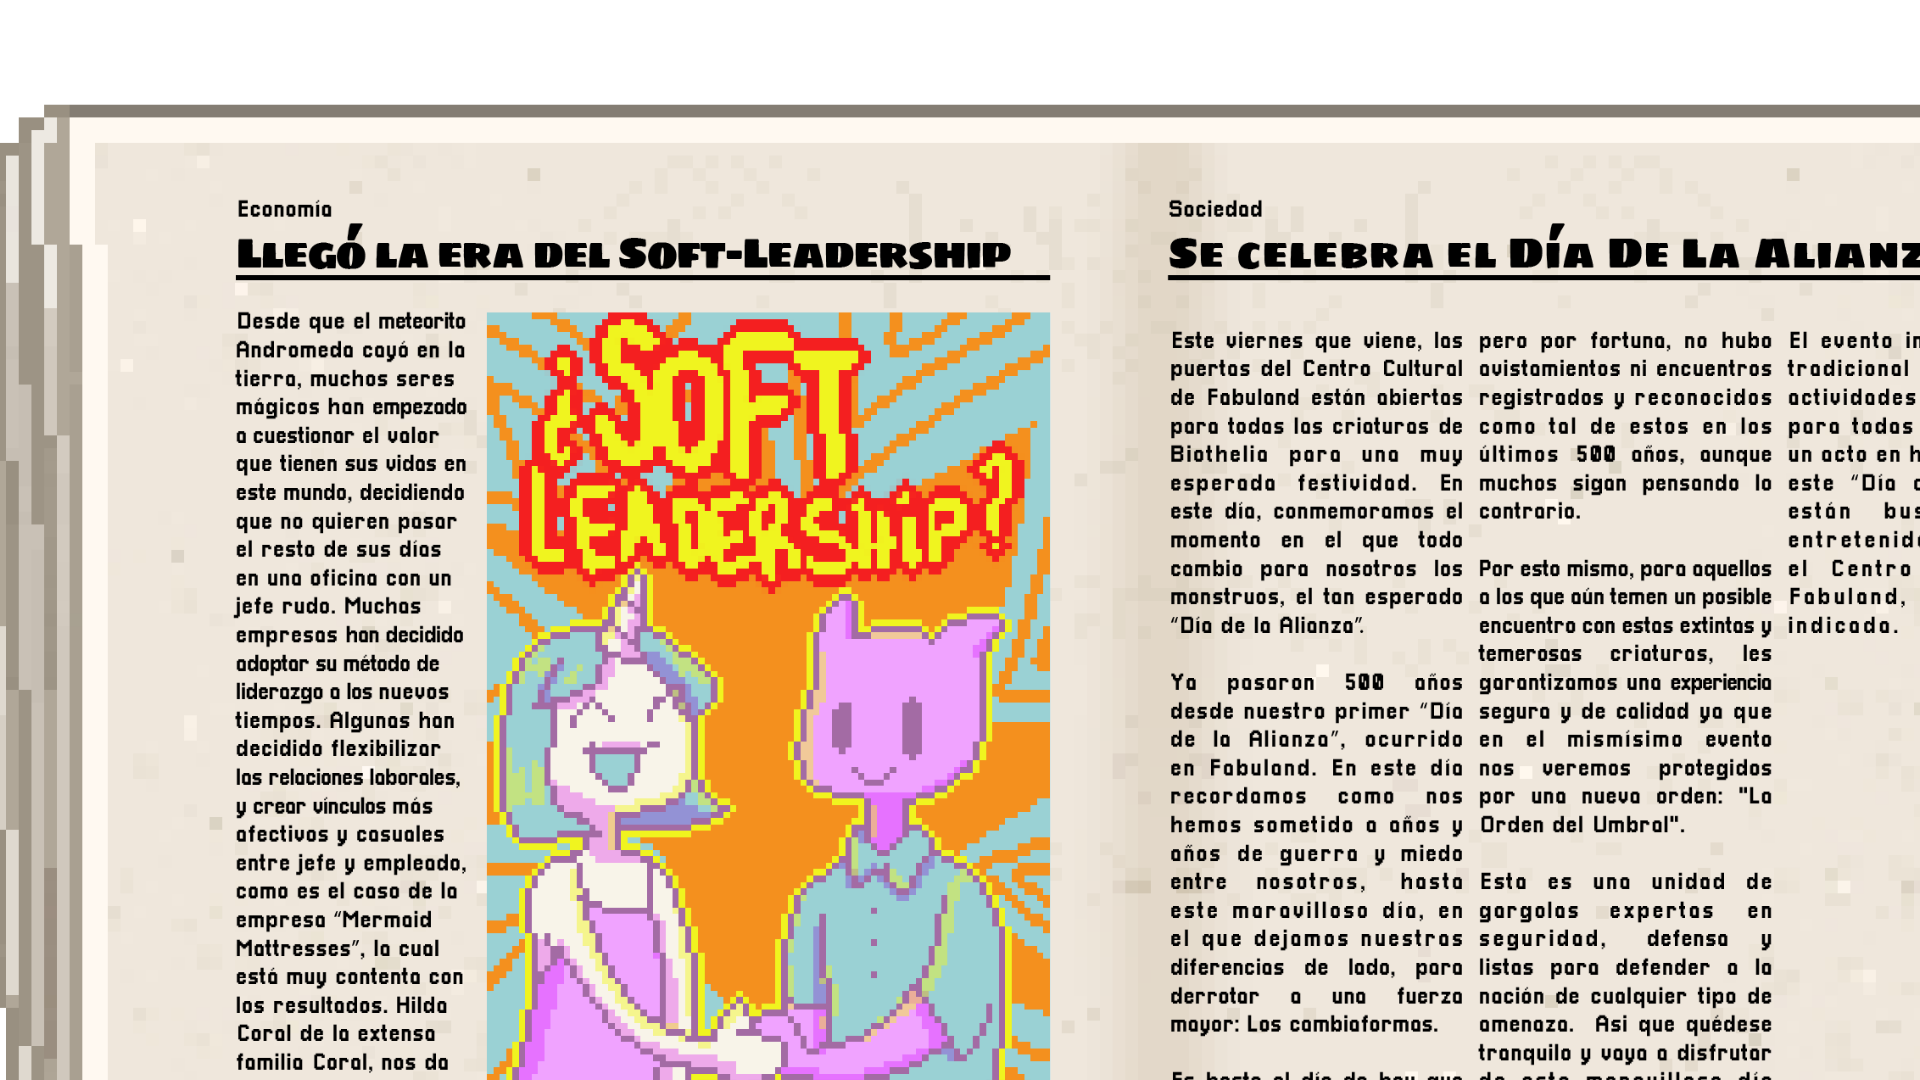 Economía
Llegó la era del Soft-Leadership
Desde que el meteorito
Andromeda cayó en la
tierra, muchos seres
mágicos han empezado
a cuestionar el valor
que tienen sus vidas en
este mundo, decidiendo
que no quieren pasar
el resto de sus días
en una oficina con un
jefe rudo. Muchas
empresas han decidido
adoptar su método de
liderazgo a los nuevos
tiempos. Algunas han
decidido flexibilizar
las relaciones laborales,
y crear vínculos más
afectivos y casuales
entre jefe y empleado,
como es el caso de la
empresa “Mermaid
Mattresses”, la cual
está muy contenta con
los resultados. Hilda
Coral de la extensa
familia Coral, nos da
¿SOFT
LEADERSHIP?
Sociedad
Se celebra el Día De La Alianz
Este viernes que viene, las
puertas del Centro Cultural
de Fabuland están abiertas
para todas las criaturas de
Biothelia para una muy
esperada festividad. En
este día, conmemoramos el
momento en el que todo
cambio para nosotros los
monstruos, el tan esperado
“Día de la Alianza”.
Ya pasaron 500 años
desde nuestro primer “Día
de la Alianza”, ocurrido
en Fabuland. En este día
recordamos como nos
hemos sometido a años y
años de guerra y miedo
entre nosotros, hasta
este maravilloso día, en
el que dejamos nuestras
diferencias de lado, para
derrotar a una fuerza
mayor: Los cambiaformas.
Es hasta el día de hoy que
pero por fortuna, no hubo
avistamientos ni encuentros
registrados y reconocidos
como tal de estos en los
últimos 500 años, aunque
muchos sigan pensando lo
contrario.
Por esto mismo, para aquellos
a los que aún temen un posible
encuentro con estas extintas y
temerosas criaturas, les
garantizamos una experiencia
segura y de calidad ya que
en el mismísimo evento
nos veremos protegidos
por una nueva orden: "La
Orden del Umbral".
Esta es una unidad de
gargolas expertas en
seguridad, defensa y
listas para defender a la
nación de cualquier tipo de
amenaza. Asi que quédese
tranquilo y vaya a disfrutar
de este maravilloso día
El evento in
tradicional
actividades
para todas
un acto en h
este “Día d
están bus
entretenid
el Centro
Fabuland,
indicada.